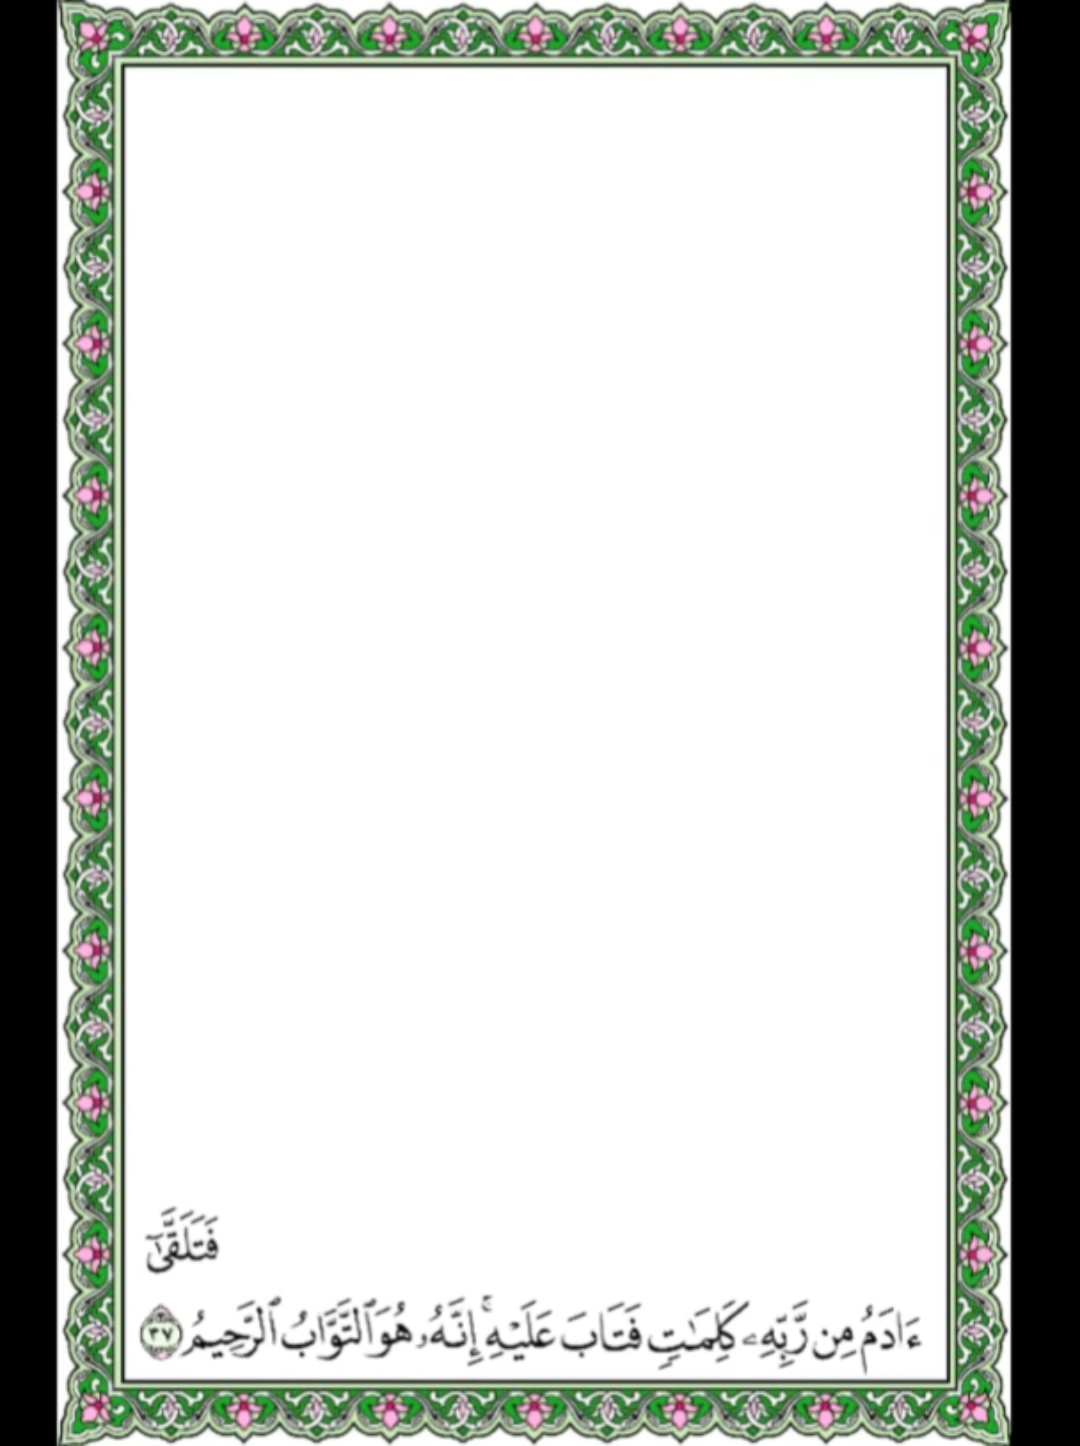 فَتَلَقَّىٰٓ
ءَادَمُ مِن رَّبِّهِۦ كَلِمَٰتٖ فَتَابَ عَلَيۡهِۚ إِنَّهُۥ هُوَ ٱلتَّوَّابُ ٱلرَّحِيمُ ٣٧